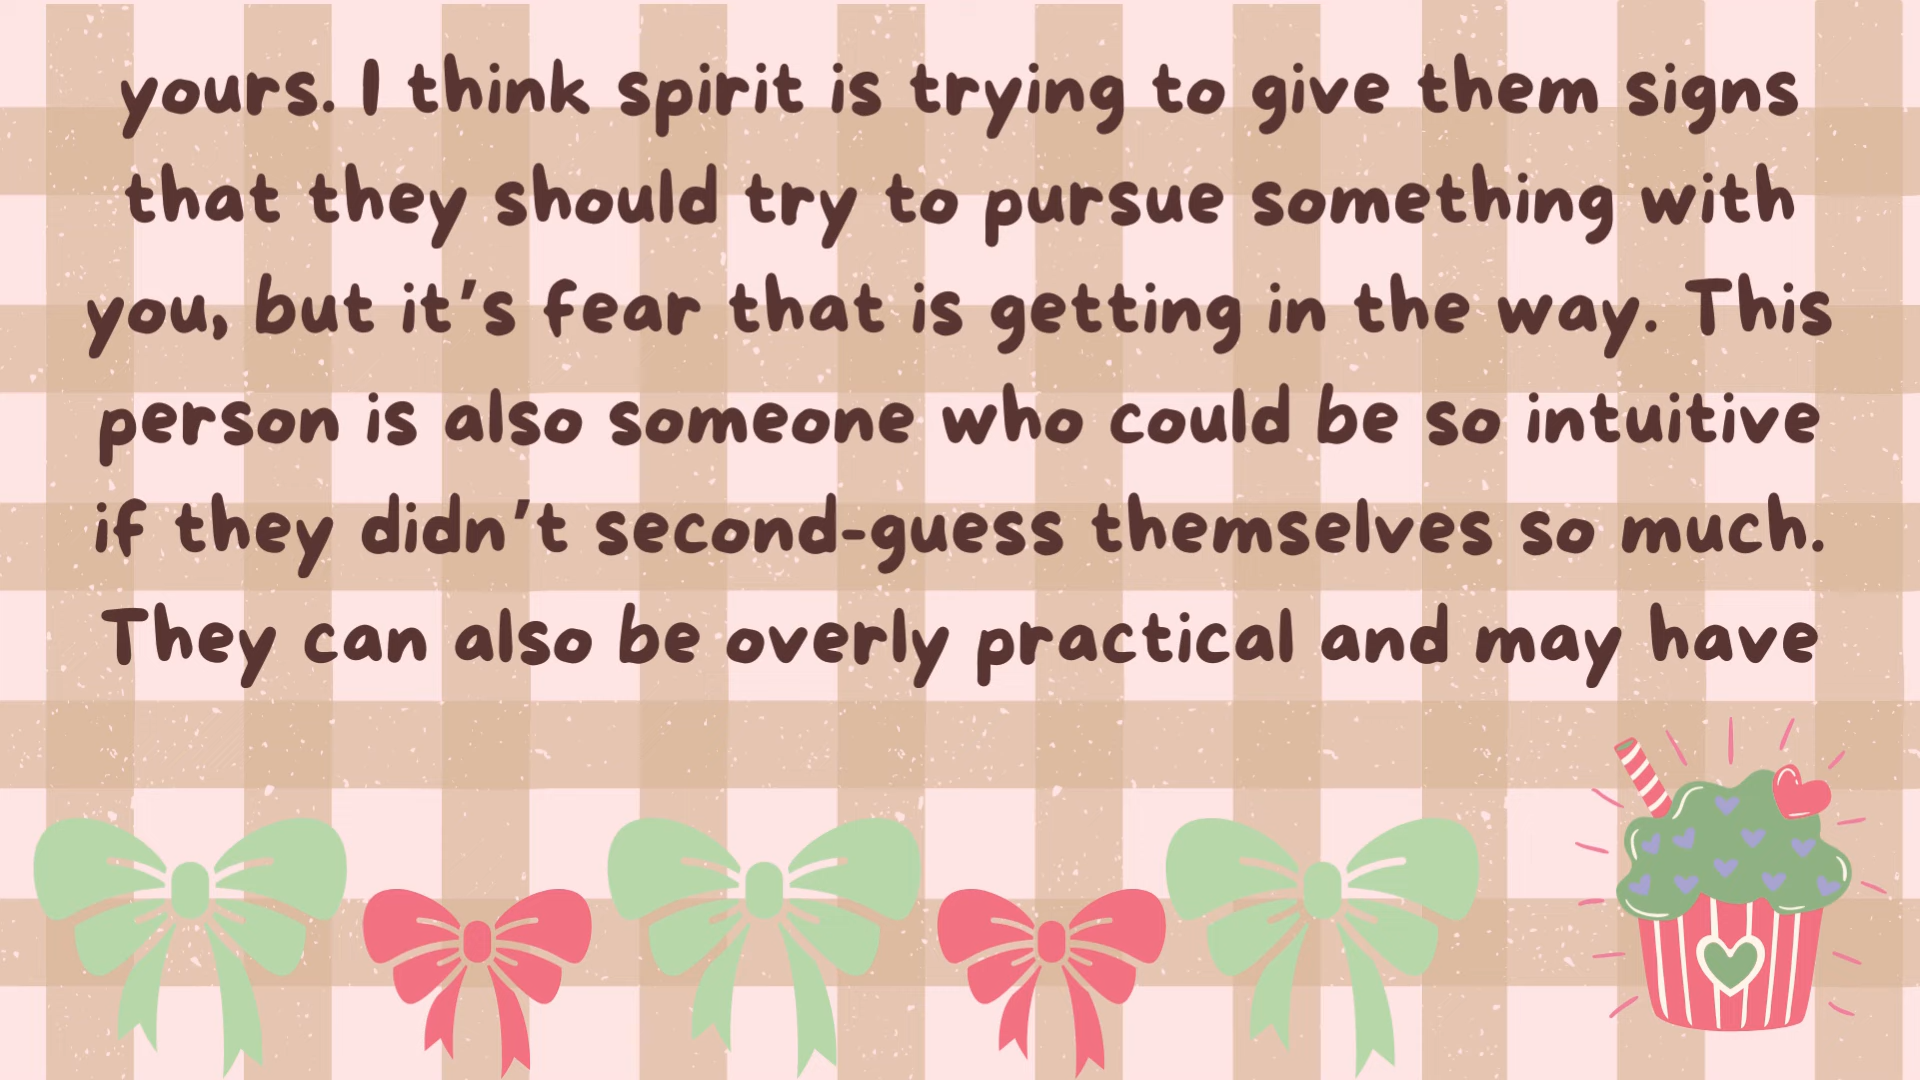 yours. I think spirit is trying to give them signs
that they should try to pursue something with
you, but it's fear that is getting in the way. This
person is also someone who could be so intuitive
if they didn't second-guess themselves so much.
They can also be overly practical and may have